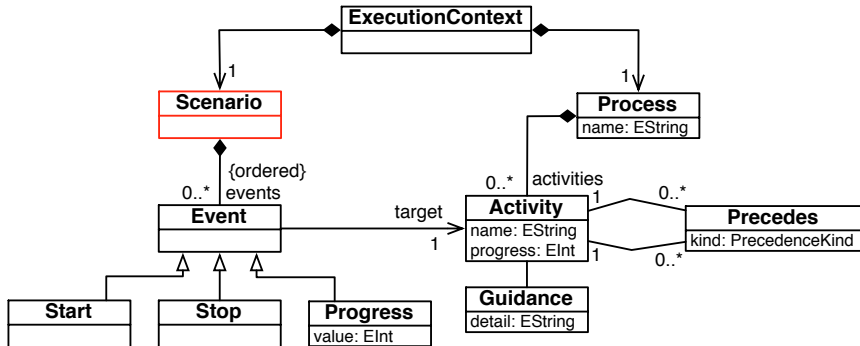 ExecutionContext
1
1
Scenario
Process
name: EString
{ordered}
0..*
events
0..*
activities
Event
target
1
Activity
name: EString
progress: EInt
1
0..*
1
0..*
Precedes
kind: PrecedenceKind
Start
Stop
Progress
value: EInt
Guidance
detail: EString